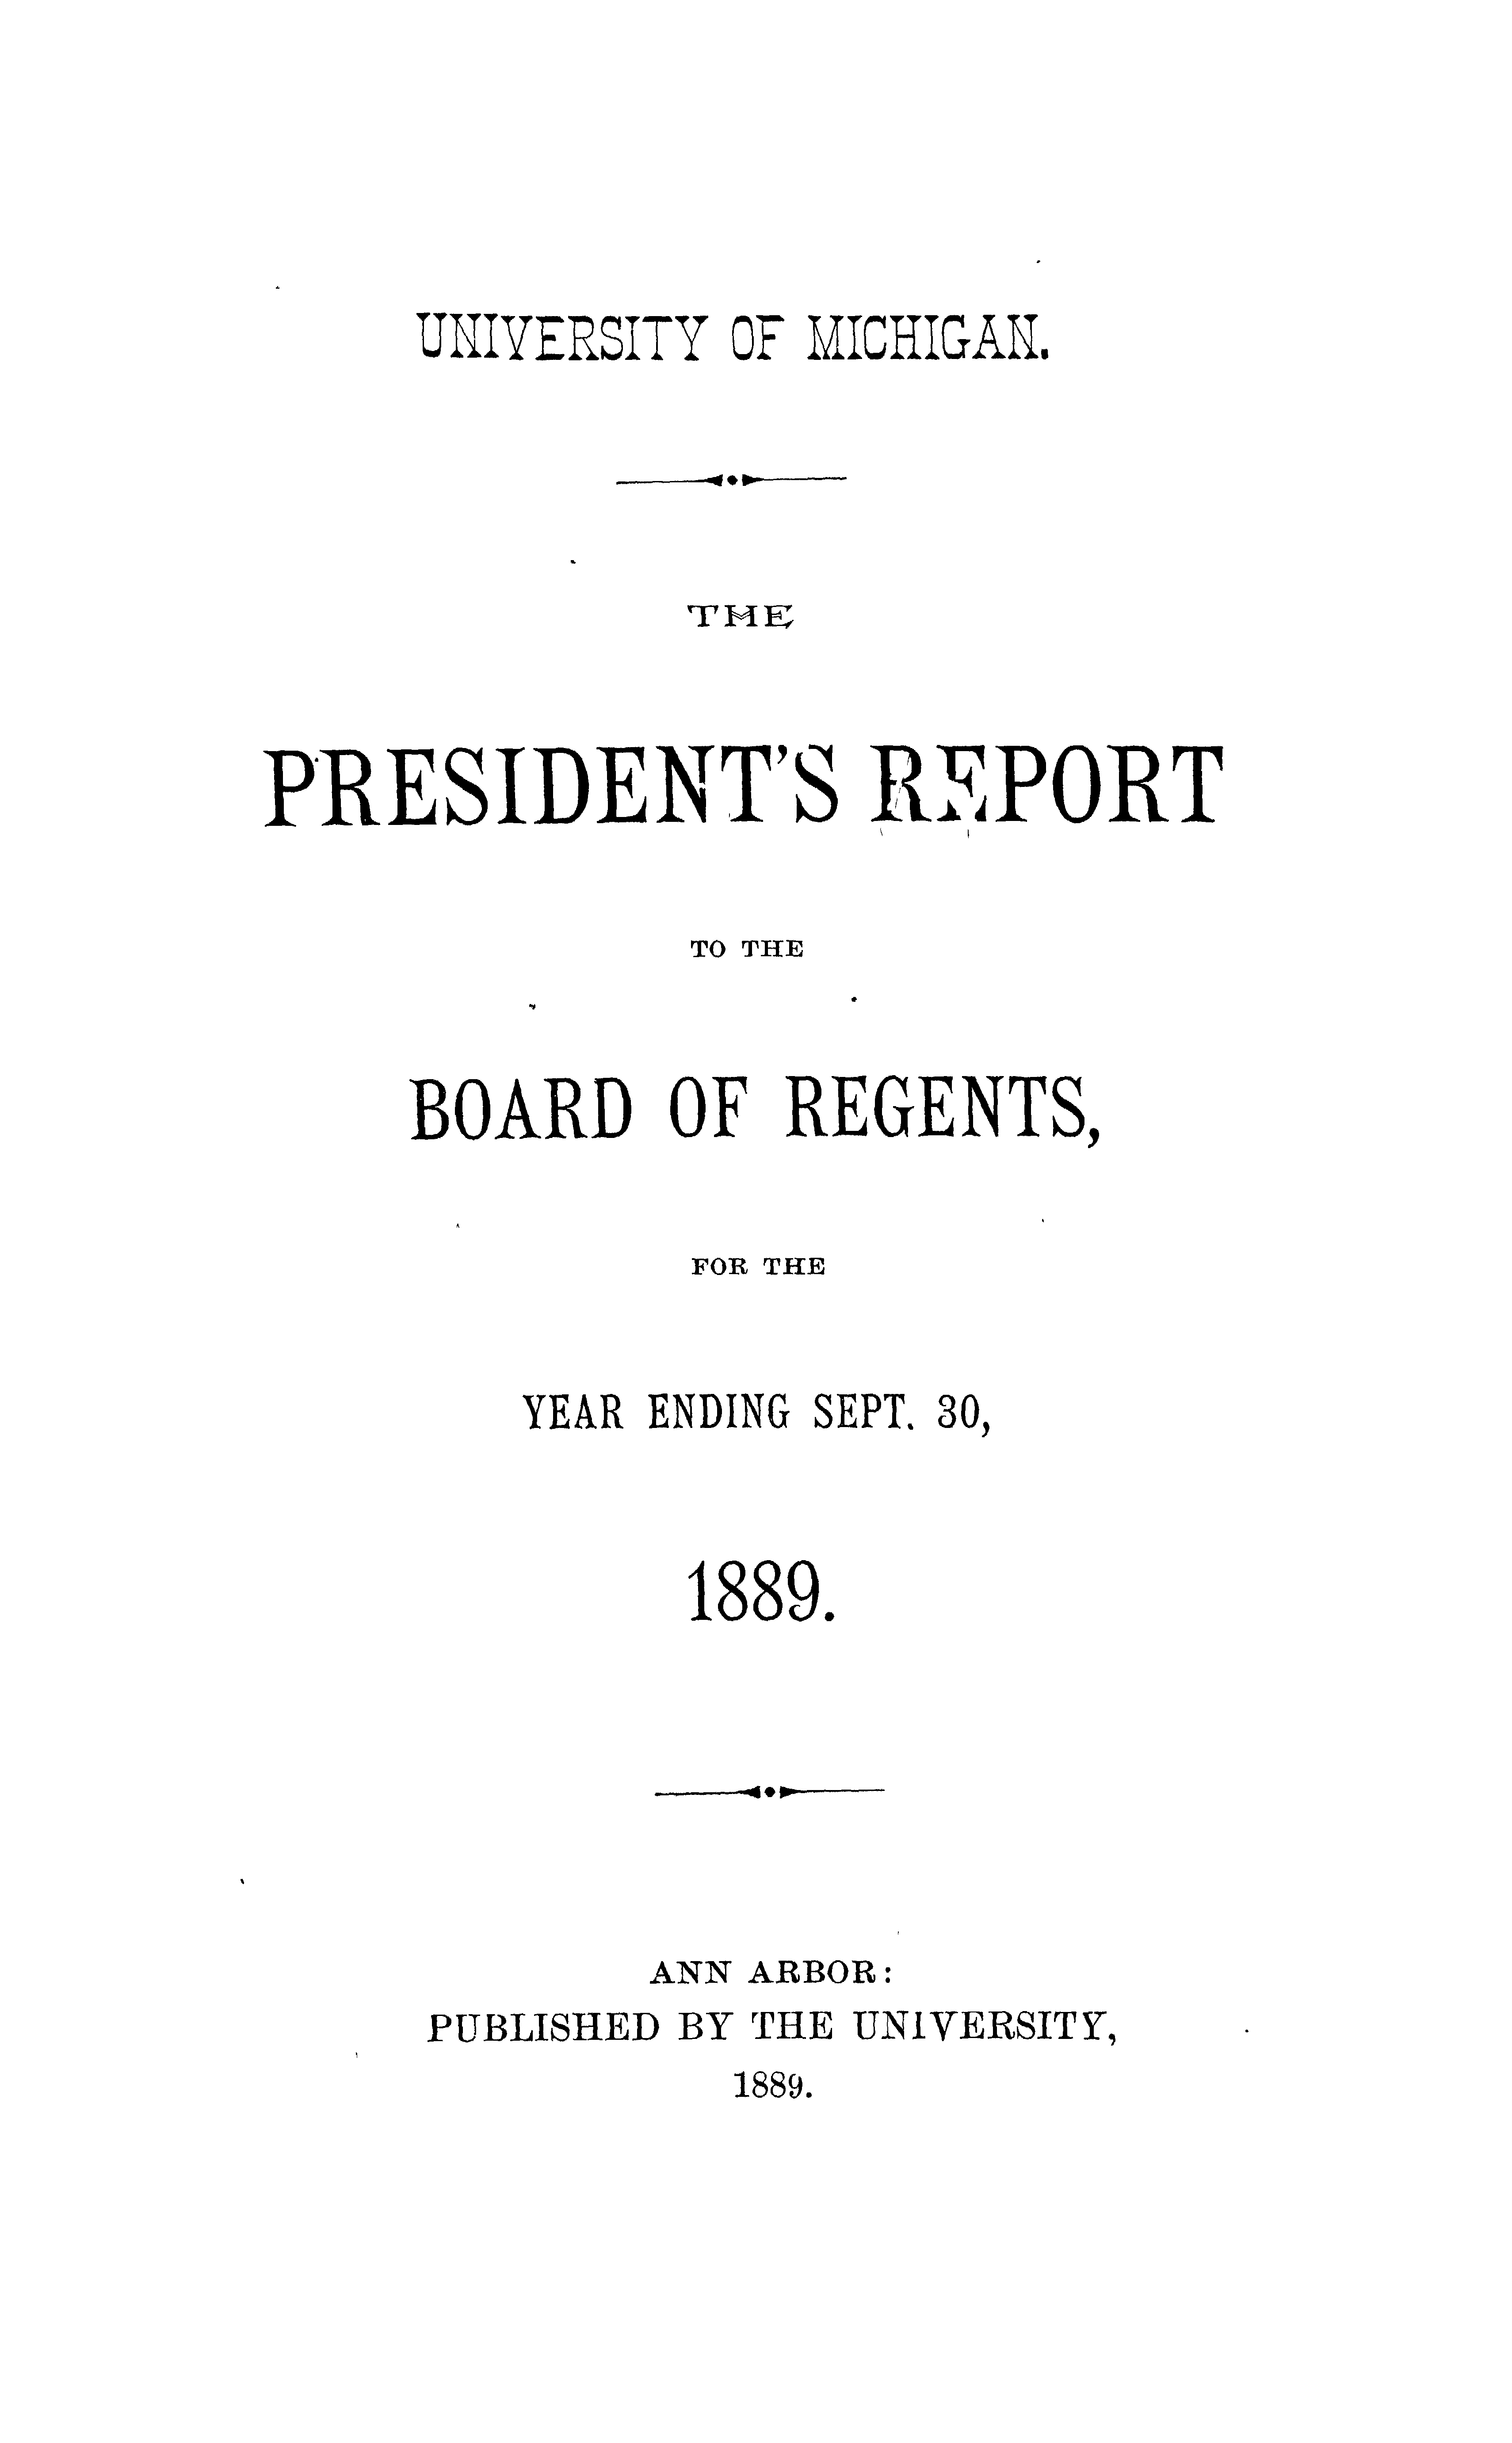 UNIVERSITY OF MICHIGAN.
THE
PRESIDENT'S REPORT
TO THE
BOARD OF REGENTS,
FOR THE
YEAR ENDING SEPT. 30,
1889.
ANN ARBOR:
PUBLISHED BY THE UNIVERSITY,
1889.